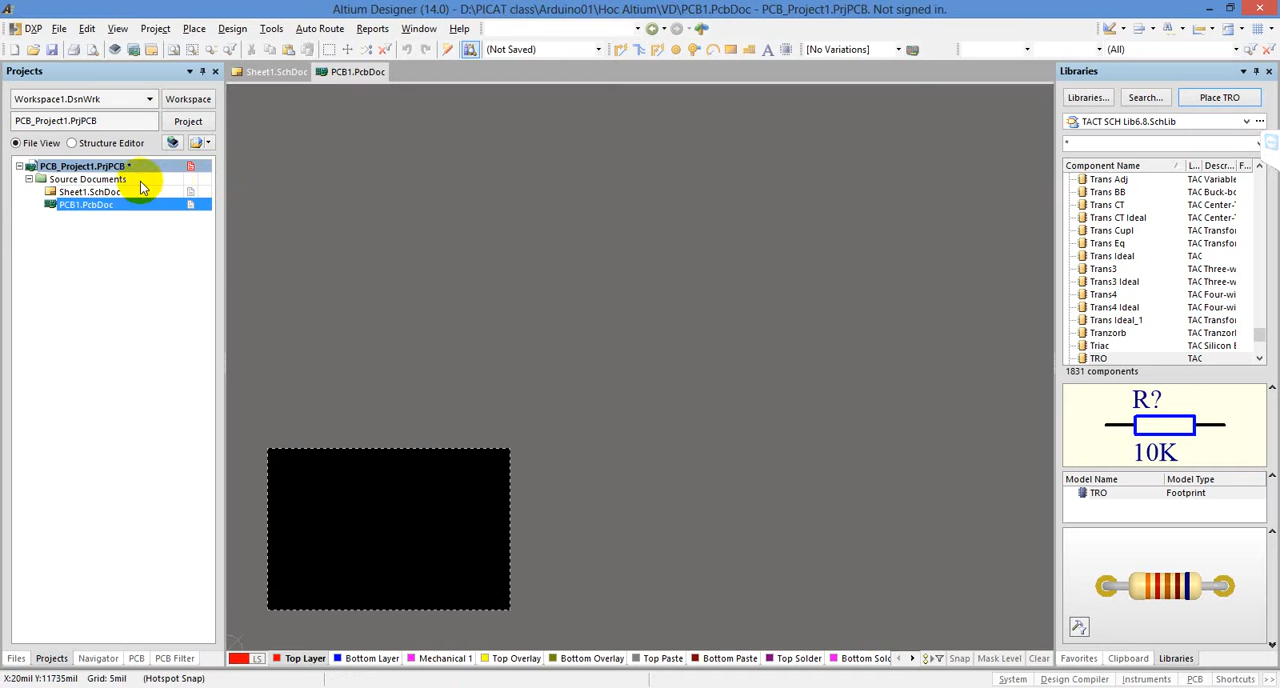 Altium Designer (14.0) - D:\PICAT class\Arduino01\Hoc Altium\VD\PCB1.PcbDoc - PCB_Project1.PrjPCB. Not signed in.
DXP File Edit View Project Place Design Tools Auto Route Reports Window Help
(Not Saved) [No Variations] (All)
Projects
Sheet1.SchDoc PCB1.PcbDoc
Libraries
Workspace1.DsnWrk Workspace
PCB_Project1.PrjPCB Project
File View Structure Editor
PCB_Project1.PrjPCB *
Source Documents
Sheet1.SchDoc
PCB1.PcbDoc
Libraries... Search... Place TRO
TACT SCH Lib6.8.SchLib ...
*
Component Name / L... Descr... F...
Trans Adj TAC Variable
Trans BB TAC Buck-bo
Trans CT TAC Center-
Trans CT Ideal TAC Center-T
Trans Cupl TAC Transfor
Trans Eq TAC Transfor
Trans Ideal TAC
Trans3 TAC Three-w
Trans3 Ideal TAC Three-w
Trans4 TAC Four-wi
Trans4 Ideal TAC Four-wi
Trans Ideal_1 TAC Transfor
Tranzorb TAC Tranzor
Triac TAC Silicon E
TRO TAC
1831 components
R?
10K
Model Name Model Type
TRO Footprint
Files Projects Navigator PCB PCB Filter
LS Top Layer Bottom Layer Mechanical 1 Top Overlay Bottom Overlay Top Paste Bottom Paste Top Solder Bottom Sol Snap Mask Level Clear
Favorites Clipboard Libraries
X:20mil Y:11735mil Grid: 5mil (Hotspot Snap)
System Design Compiler Instruments PCB Shortcuts >>